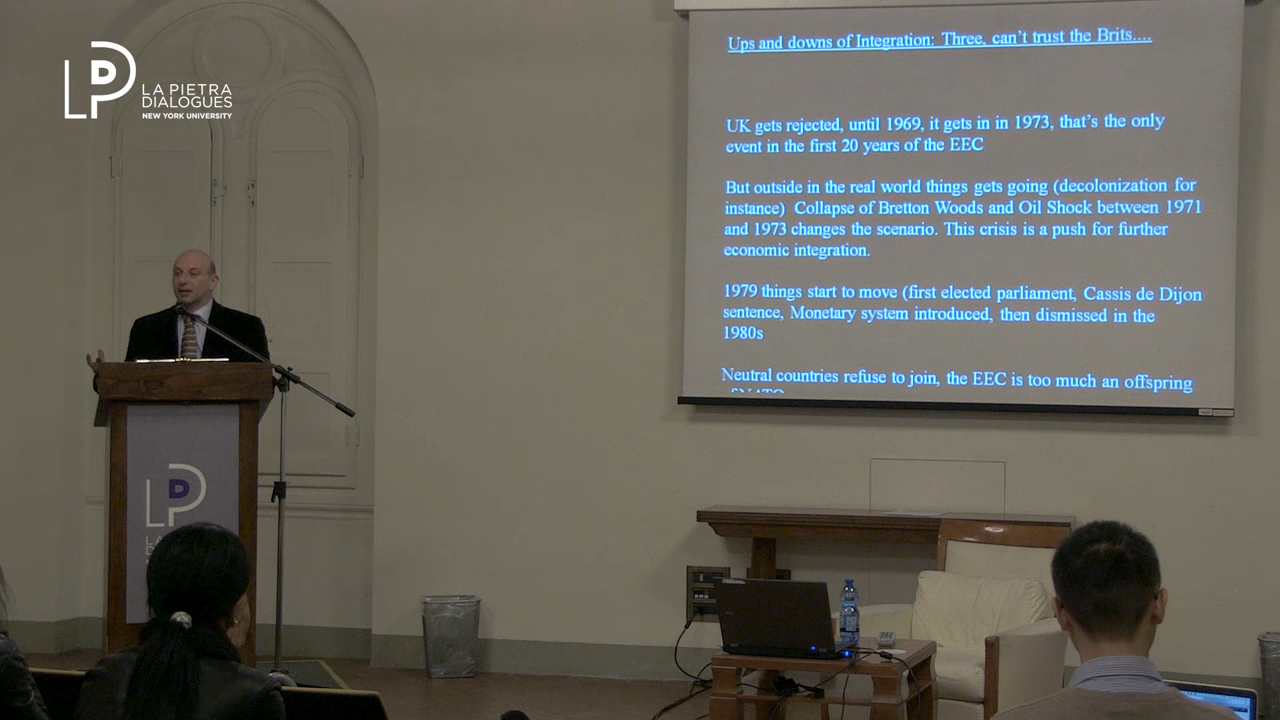 LA PIETRA
DIALOGUES
NEW YORK UNIVERSITY
Ups and downs of Integration: Three, can't trust the Brits....
UK gets rejected, until 1969, it gets in in 1973, that's the only
event in the first 20 years of the EEC
But outside in the real world things gets going (decolonization for
instance) Collapse of Bretton Woods and Oil Shock between 1971
and 1973 changes the scenario. This crisis is a push for further
economic integration.
1979 things start to move (first elected parliament, Cassis de Dijon
sentence, Monetary system introduced, then dismissed in the
1980s
Neutral countries refuse to join, the EEC is too much an offspring